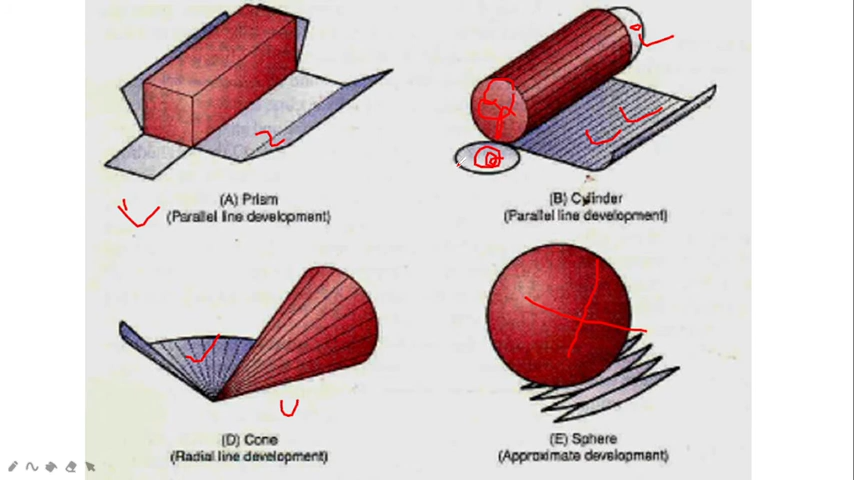 (A) Prism
(Parallel line development)
(B) Cylinder
(Parallel line development)
(D) Cone
(Radial line development)
(E) Sphere
(Approximate development)